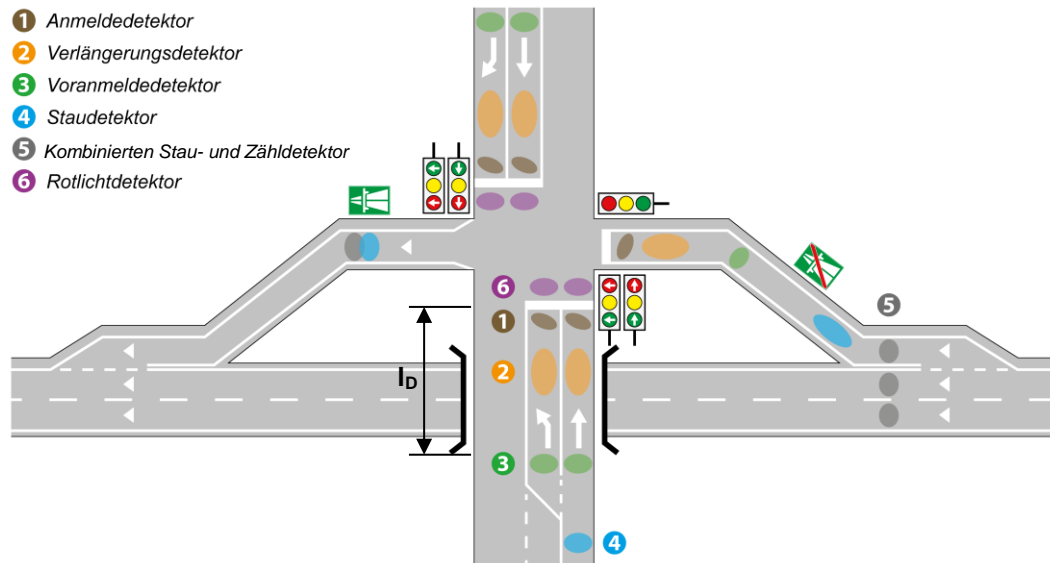 1 Anmeldedetektor
2 Verlängerungsdetektor
3 Voranmeldedetektor
4 Staudetektor
5 Kombinierten Stau- und Zähldetektor
6 Rotlichtdetektor
5
6
1
2
lD
3
4